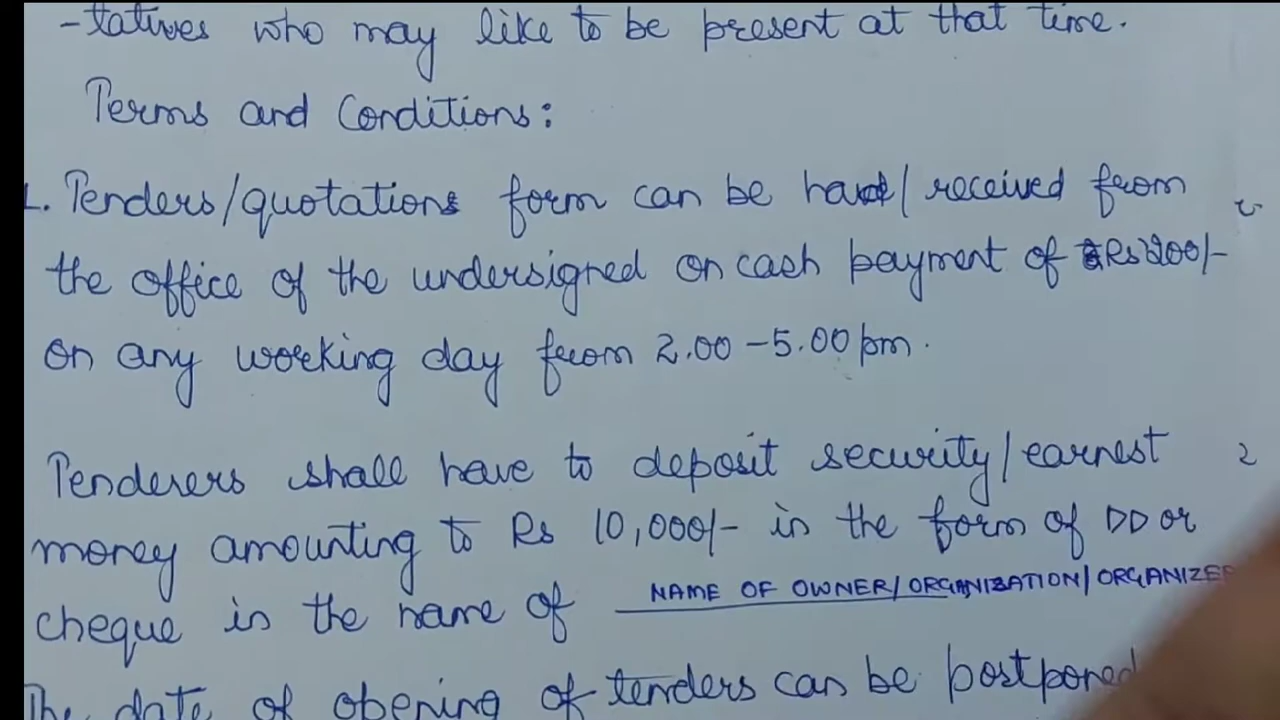 -tatives who may like to be present at that time.
Terms and Conditions:
1. Tenders/quotations form can be had/received from
the office of the undersigned on cash payment of Rs 200/-
on any working day from 2.00-5.00 pm.
Tenderers shall have to deposit security/earnest
money amounting to Rs 10,000/- in the form of DD or
cheque in the name of NAME OF OWNER/ORGANIZATION/ORGANIZER
The date of opening of tenders can be postponed